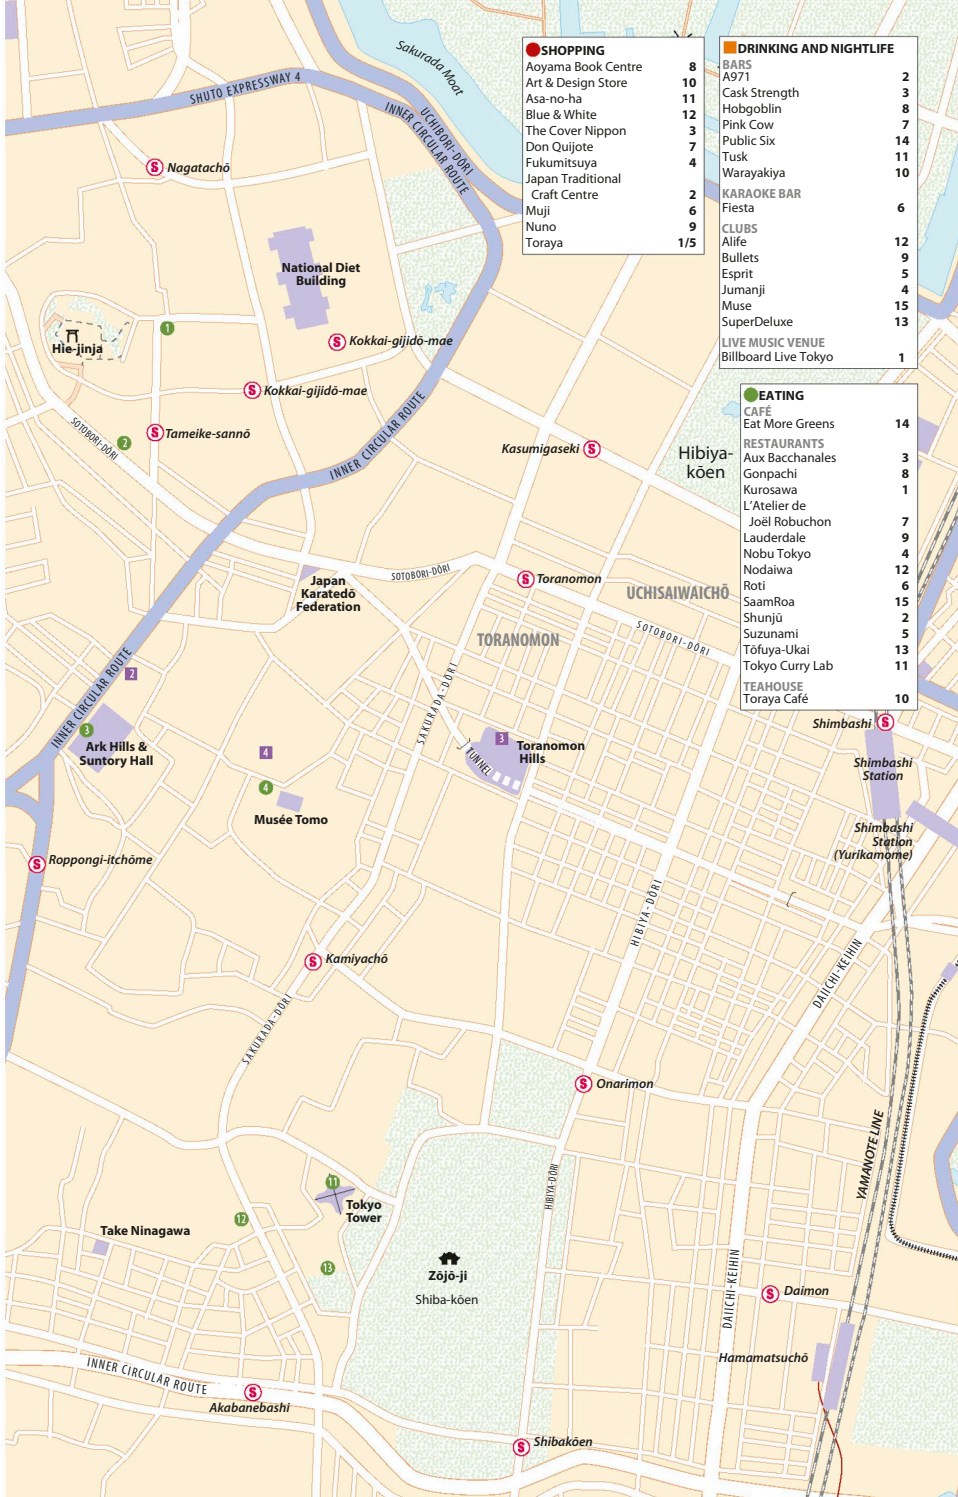 SHOPPING
Aoyama Book Centre 8
Art & Design Store 10
Asa-no-ha 11
Blue & White 12
The Cover Nippon 3
Don Quijote 7
Fukumitsuya 4
Japan Traditional
Craft Centre 2
Muji 6
Nuno 9
Toraya 1/5
DRINKING AND NIGHTLIFE
BARS
A971 2
Cask Strength 3
Hobgoblin 8
Pink Cow 7
Public Six 14
Tusk 11
Warayakiya 10
KARAOKE BAR
Fiesta 6
CLUBS
Alife 12
Bullets 9
Esprit 5
Jumanji 4
Muse 15
SuperDeluxe 13
LIVE MUSIC VENUE
Billboard Live Tokyo 1
EATING
CAFÉ
Eat More Greens 14
RESTAURANTS
Aux Bacchanales 3
Gonpachi 8
Kurosawa 1
L'Atelier de
Joël Robuchon 7
Lauderdale 9
Nobu Tokyo 4
Nodaiwa 12
Roti 6
SaamRoa 15
Shunjū 2
Suzunami 5
Tōfuya-Ukai 13
Tokyo Curry Lab 11
TEAHOUSE
Toraya Café 10
Sakurada Moat
SHUTO EXPRESSWAY 4
UCHIBORI-DŌRI
INNER CIRCULAR ROUTE
S Nagatachō
National Diet
Building
1
Hie-jinja
S Kokkai-gijidō-mae
S Kokkai-gijidō-mae
SOTOBORI-DŌRI
2
S Tameike-sannō
INNER CIRCULAR ROUTE
Kasumigaseki S
Hibiya-
kōen
Japan
Karatedō
Federation
SOTOBORI-DŌRI
S Toranomon
UCHISAIWAICHŌ
TORANOMON
SOTOBORI-DŌRI
INNER CIRCULAR ROUTE
2
SAKURADA-DŌRI
3
Ark Hills &
Suntory Hall
4
3
Toranomon
Hills
TUNNEL
Shimbashi S
Shimbashi
Station
4
Musée Tomo
Shimbashi
Station
(Yurikamome)
S Roppongi-itchōme
HIBIYA-DŌRI
DAIICHI-KEIHIN
S Kamiyachō
SAKURADA-DŌRI
S Onarimon
YAMANOTE LINE
HIBIYA-DŌRI
11
Tokyo
Tower
12
Take Ninagawa
13
Zōjō-ji
Shiba-kōen
DAIICHI-KEIHIN
S Daimon
Hamamatsuchō
INNER CIRCULAR ROUTE
S
Akabanebashi
S Shibakōen